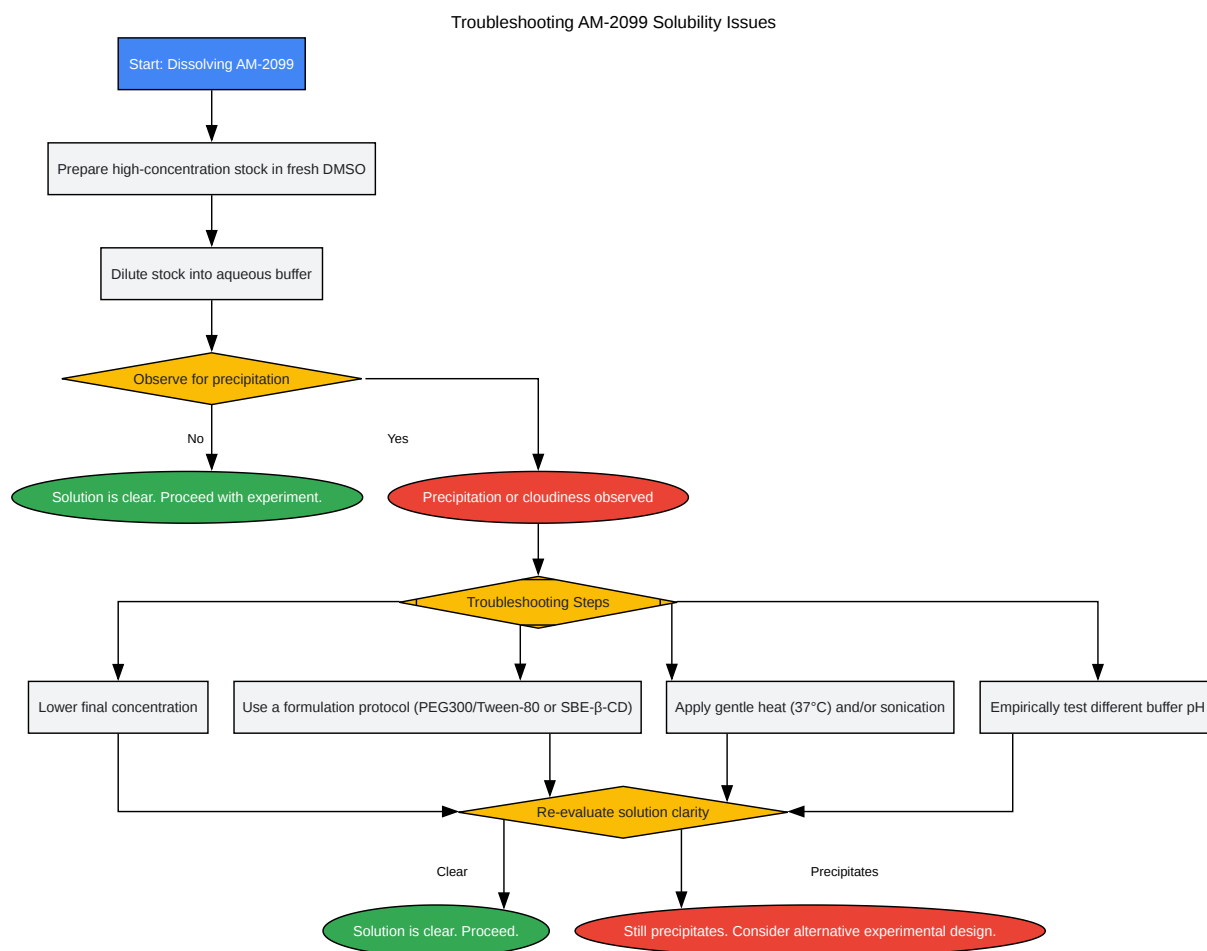 Troubleshooting AM-2099 Solubility Issues
Start: Dissolving AM-2099
Prepare high-concentration stock in fresh DMSO
Dilute stock into aqueous buffer
Observe for precipitation
No
Yes
Solution is clear. Proceed with experiment.
Precipitation or cloudiness observed
Troubleshooting Steps
Lower final concentration
Use a formulation protocol (PEG300/Tween-80 or SBE-β-CD)
Apply gentle heat (37°C) and/or sonication
Empirically test different buffer pH
Re-evaluate solution clarity
Clear
Precipitates
Solution is clear. Proceed.
Still precipitates. Consider alternative experimental design.